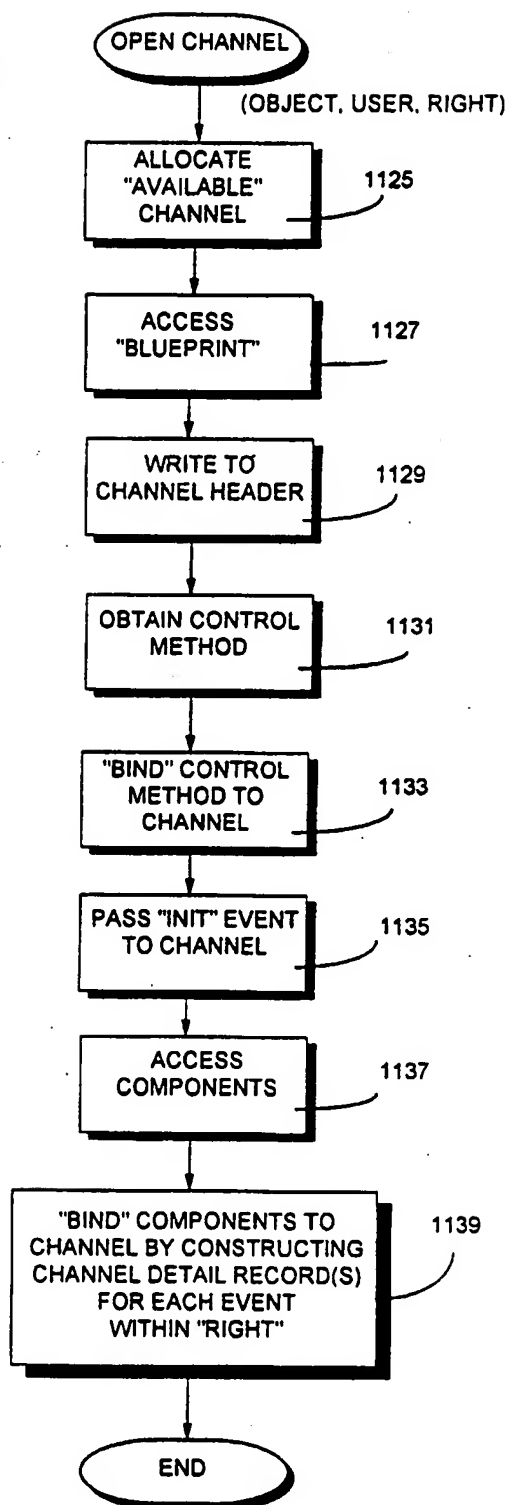 OPEN CHANNEL
(OBJECT, USER, RIGHT)
ALLOCATE
"AVAILABLE"
CHANNEL
1125
ACCESS
"BLUEPRINT"
1127
WRITE TO
CHANNEL HEADER
1129
OBTAIN CONTROL
METHOD
1131
"BIND" CONTROL
METHOD TO
CHANNEL
1133
PASS "INIT" EVENT
TO CHANNEL
1135
ACCESS
COMPONENTS
1137
"BIND" COMPONENTS TO
CHANNEL BY CONSTRUCTING
CHANNEL DETAIL RECORD(S)
FOR EACH EVENT
WITHIN "RIGHT"
1139
END